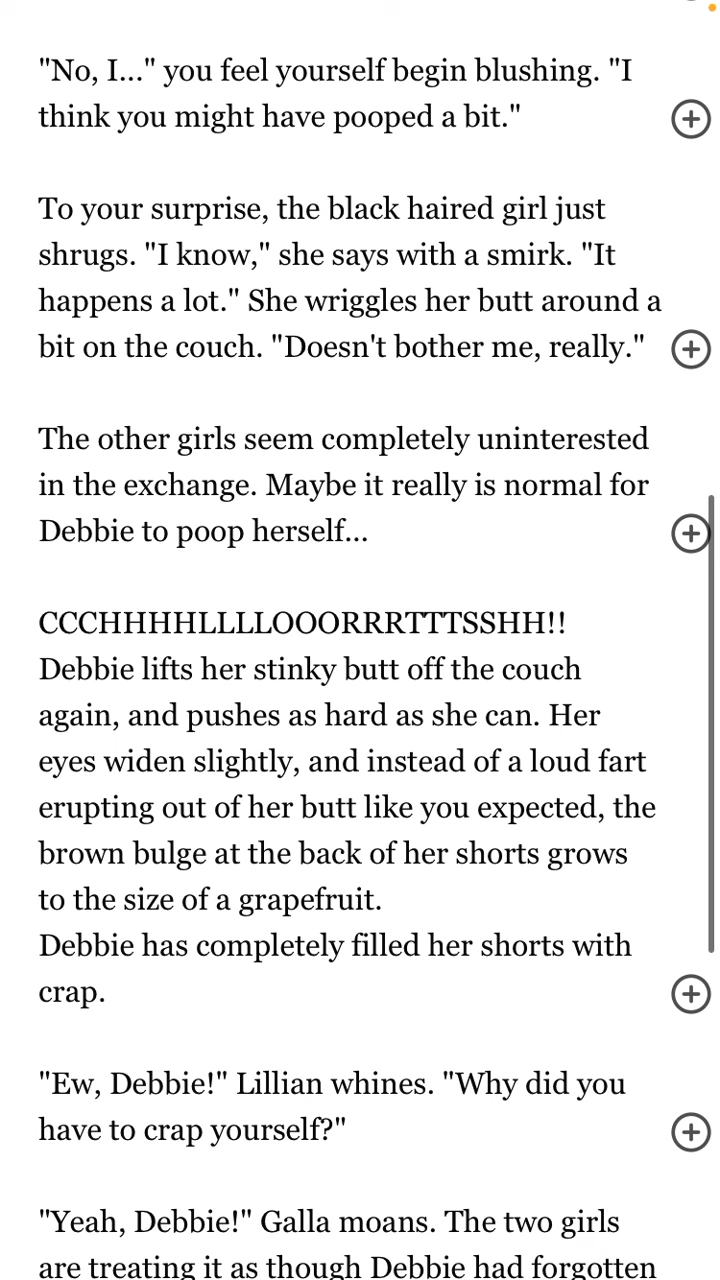 "No, I..." you feel yourself begin blushing. "I
think you might have pooped a bit."
To your surprise, the black haired girl just
shrugs. "I know," she says with a smirk. "It
happens a lot." She wriggles her butt around a
bit on the couch. "Doesn't bother me, really."
The other girls seem completely uninterested
in the exchange. Maybe it really is normal for
Debbie to poop herself...
CCCHHHHLLLLOOORRRTTTSSHH!!
Debbie lifts her stinky butt off the couch
again, and pushes as hard as she can. Her
eyes widen slightly, and instead of a loud fart
erupting out of her butt like you expected, the
brown bulge at the back of her shorts grows
to the size of a grapefruit.
Debbie has completely filled her shorts with
crap.
"Ew, Debbie!" Lillian whines. "Why did you
have to crap yourself?"
"Yeah, Debbie!" Galla moans. The two girls
are treating it as though Debbie had forgotten